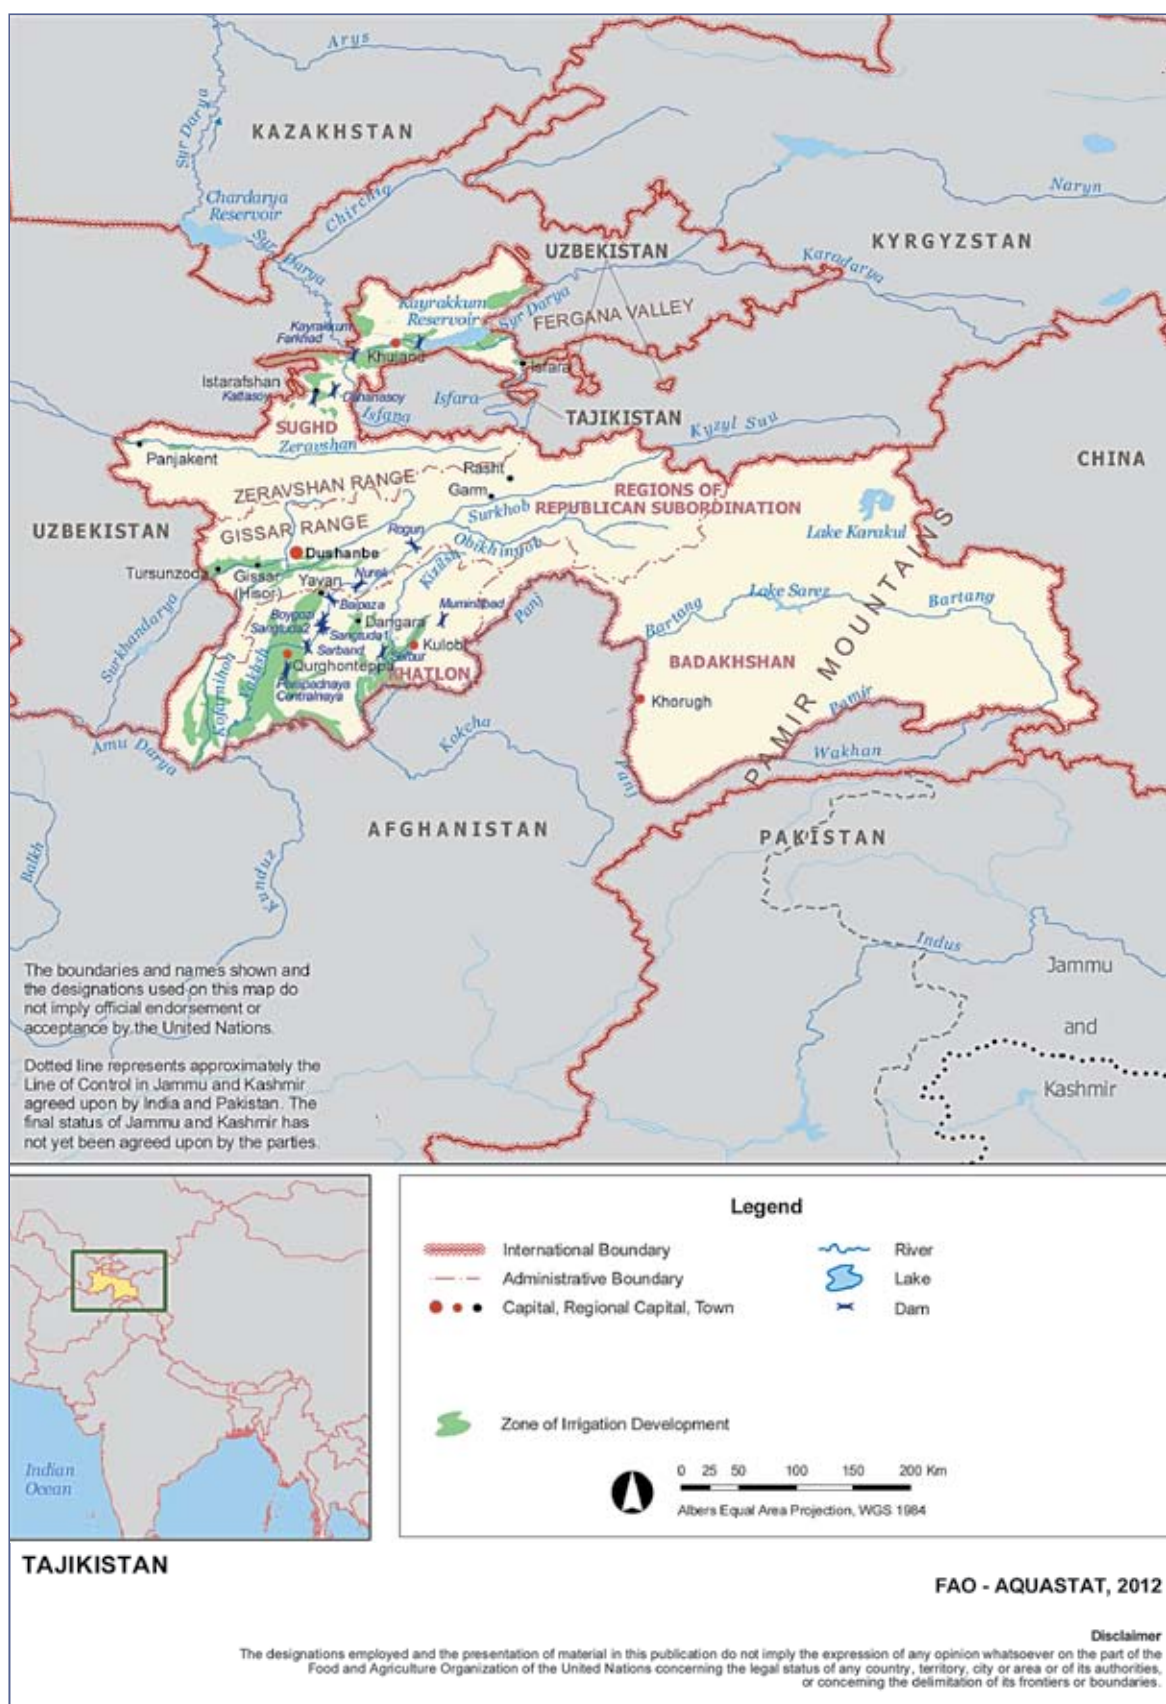 Arys
Syr Darya
KAZAKHSTAN
Chardarya
Reservoir
Chirchiq
Naryn
Syr Darya
UZBEKISTAN
KYRGYZSTAN
Karadarya
Kayrakkum
Reservoir
Syr Darya
FERGANA VALLEY
Kayrakkum
Farkhad
Khujand
Isfara
Istarafshan
Kattasoy
Dahanasoy
Isfara
Isfana
TAJIKISTAN
SUGHD
Kyzyl Suu
Zeravshan
Panjakent
CHINA
Rasht
ZERAVSHAN RANGE
Garm
REGIONS OF
REPUBLICAN SUBORDINATION
Surkhob
UZBEKISTAN
GISSAR RANGE
Rogun
Lake Karakul
Obikhingob
Dushanbe
Tursunzoda
Gissar
(Hisor)
Yavan
Nurek
Kizilsu
Lake Sarez
Baipaza
Muminabad
Panj
Bartang
Bartang
Boygozi
Dangara
Sangtuda2
Sangtuda1
Surkhandarya
Sarband
Kulob
Selbur
Qurghonteppa
KHATLON
BADAKHSHAN
PAMIR MOUNTAINS
Kofarnihon
Vakhsh
Centralnaya
Khorugh
Pamir
Kokcha
Amu Darya
Wakhan
Panj
AFGHANISTAN
PAKISTAN
Balkh
Kunduz
Indus
Jammu
and
Kashmir
The boundaries and names shown and
the designations used on this map do
not imply official endorsement or
acceptance by the United Nations.
Dotted line represents approximately the
Line of Control in Jammu and Kashmir
agreed upon by India and Pakistan. The
final status of Jammu and Kashmir has
not yet been agreed upon by the parties.
Indian
Ocean
Legend
International Boundary
River
Administrative Boundary
Lake
Capital, Regional Capital, Town
Dam
Zone of Irrigation Development
0 25 50 100 150 200 Km
Albers Equal Area Projection, WGS 1984
TAJIKISTAN
FAO - AQUASTAT, 2012
Disclaimer
The designations employed and the presentation of material in this publication do not imply the expression of any opinion whatsoever on the part of the
Food and Agriculture Organization of the United Nations concerning the legal status of any country, territory, city or area or of its authorities,
or concerning the delimitation of its frontiers or boundaries.